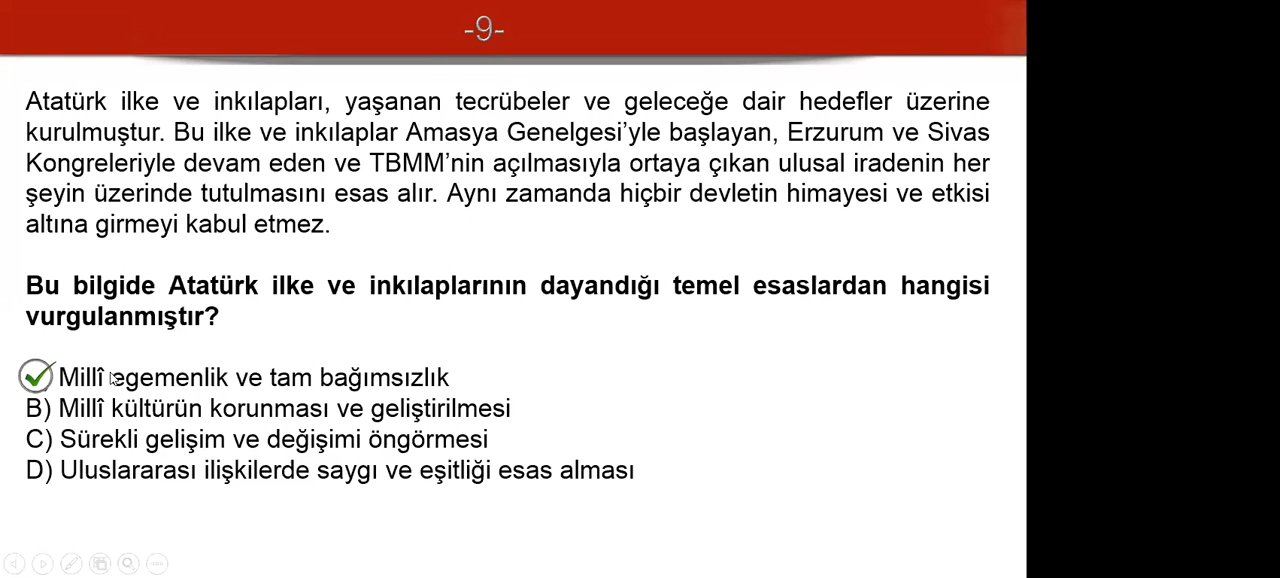 -9-
Atatürk ilke ve inkılapları, yaşanan tecrübeler ve geleceğe dair hedefler üzerine
kurulmuştur. Bu ilke ve inkılaplar Amasya Genelgesi’yle başlayan, Erzurum ve Sivas
Kongreleriyle devam eden ve TBMM’nin açılmasıyla ortaya çıkan ulusal iradenin her
şeyin üzerinde tutulmasını esas alır. Aynı zamanda hiçbir devletin himayesi ve etkisi
altına girmeyi kabul etmez.
Bu bilgide Atatürk ilke ve inkılaplarının dayandığı temel esaslardan hangisi
vurgulanmıştır?
Millî egemenlik ve tam bağımsızlık
B) Millî kültürün korunması ve geliştirilmesi
C) Sürekli gelişim ve değişimi öngörmesi
D) Uluslararası ilişkilerde saygı ve eşitliği esas alması